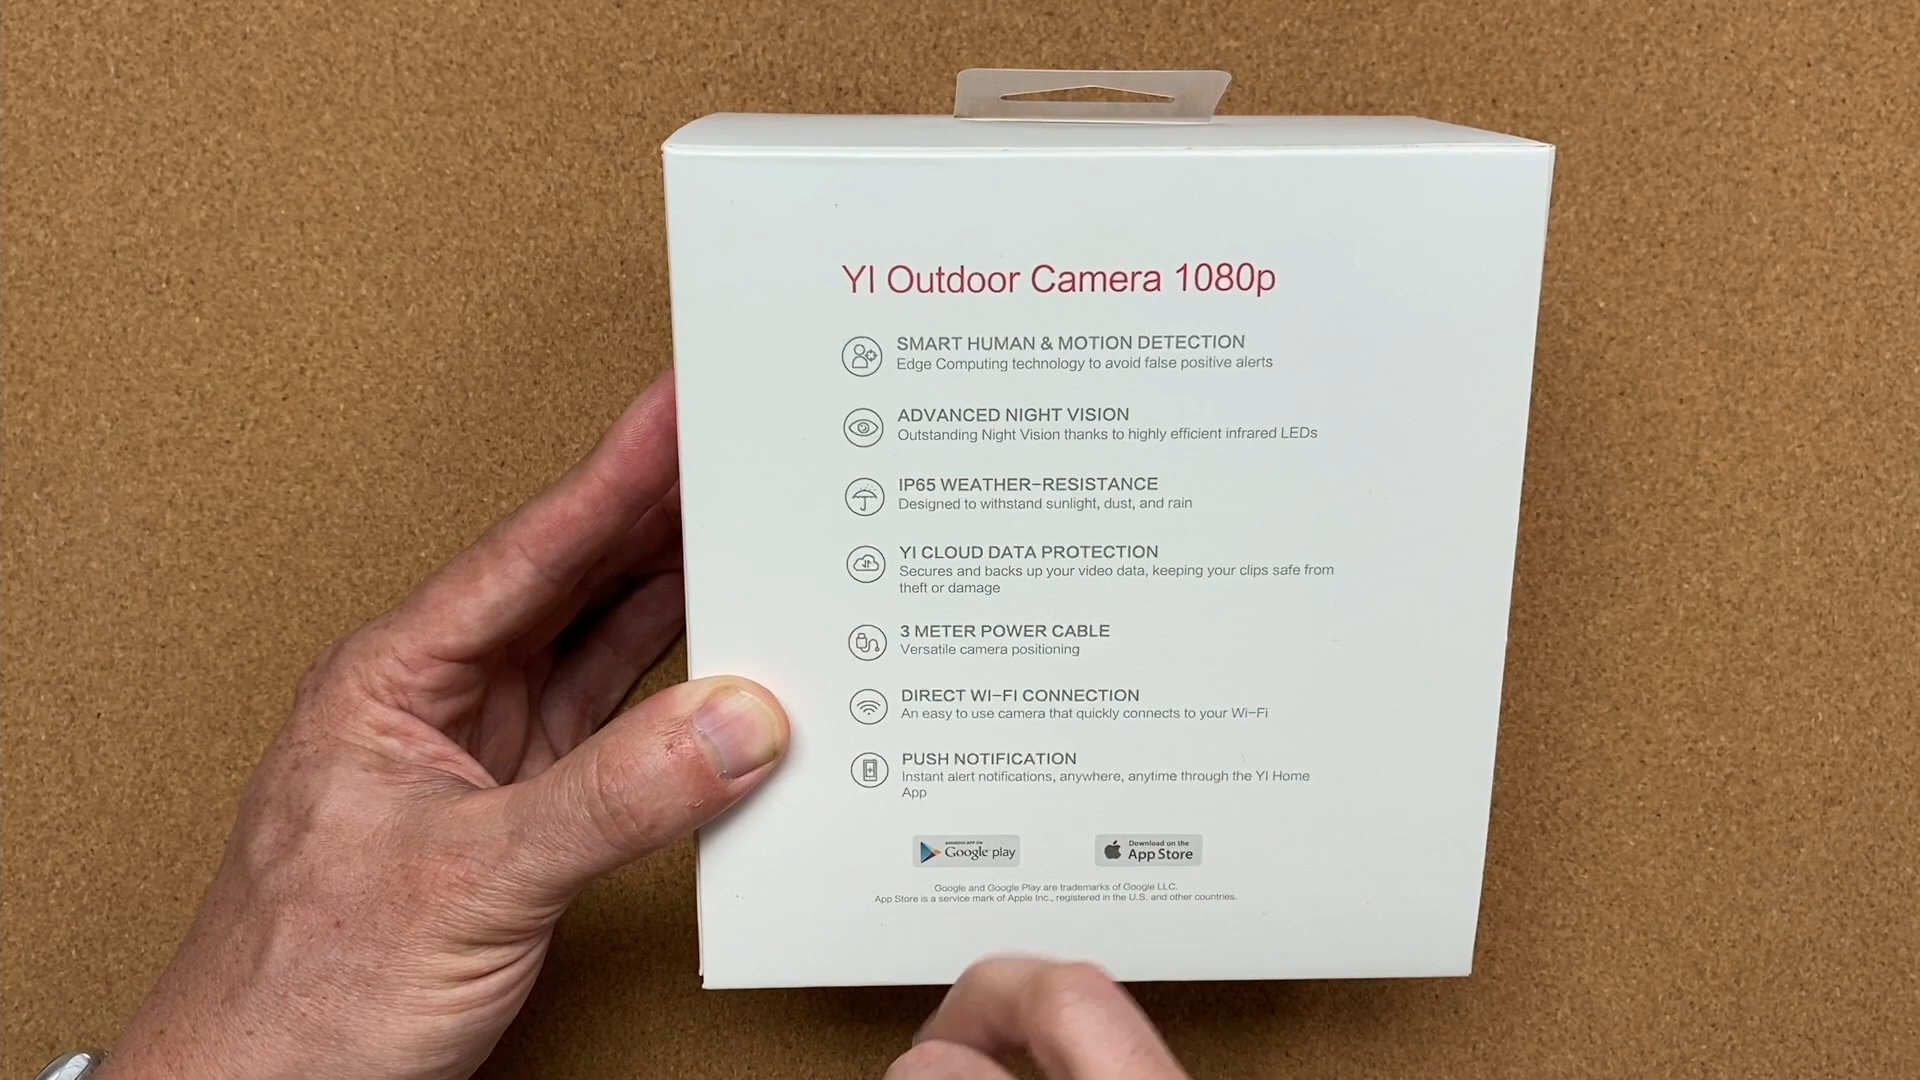 YI Outdoor Camera 1080p
SMART HUMAN & MOTION DETECTION
Edge Computing technology to avoid false positive alerts
ADVANCED NIGHT VISION
Outstanding Night Vision thanks to highly efficient infrared LEDs
IP65 WEATHER-RESISTANCE
Designed to withstand sunlight, dust, and rain
YI CLOUD DATA PROTECTION
Secures and backs up your video data, keeping your clips safe from
theft or damage
3 METER POWER CABLE
Versatile camera positioning
DIRECT WI-FI CONNECTION
An easy to use camera that quickly connects to your Wi-Fi
PUSH NOTIFICATION
Instant alert notifications, anywhere, anytime through the YI Home
App
ANDROID APP ON
Google play
Download on the
App Store
Google and Google Play are trademarks of Google LLC.
App Store is a service mark of Apple Inc., registered in the U.S. and other countries.